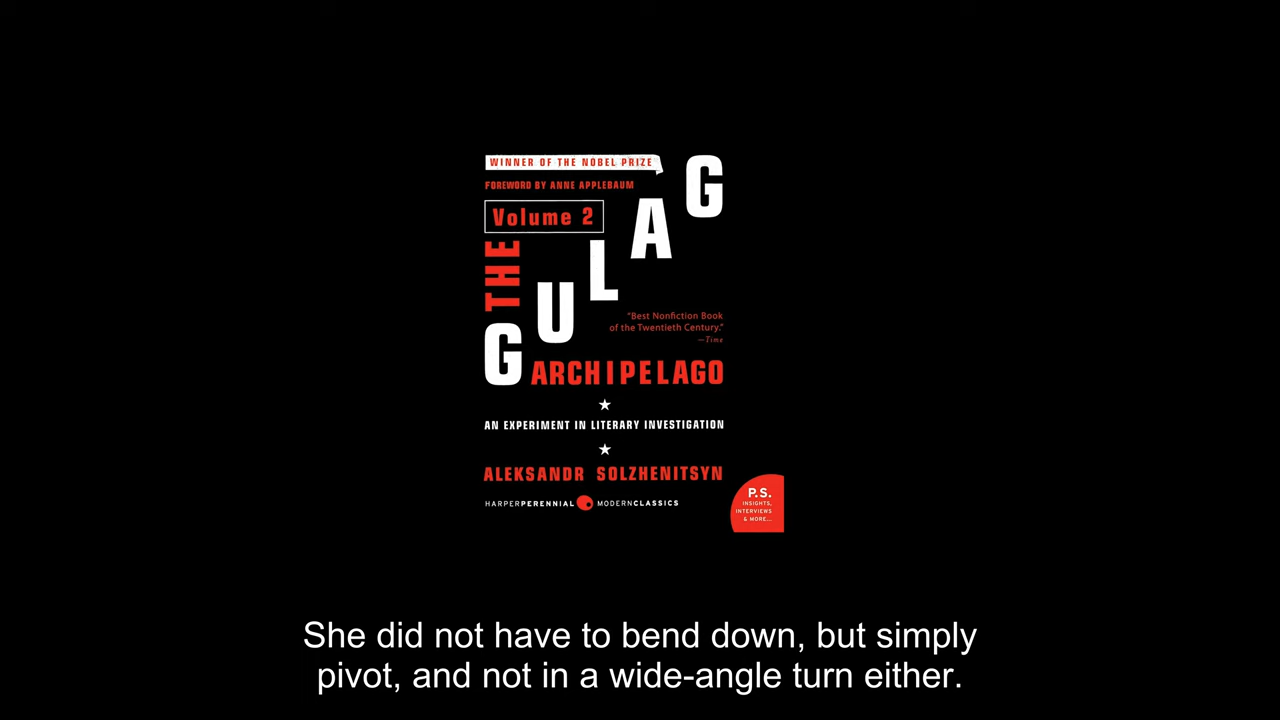 WINNER OF THE NOBEL PRIZE
FOREWORD BY ANNE APPLEBAUM
Volume 2
THE
GULAG
"Best Nonfiction Book
of the Twentieth Century."
—Time
ARCHIPELAGO
AN EXPERIMENT IN LITERARY INVESTIGATION
ALEKSANDR SOLZHENITSYN
HARPERPERENNIAL MODERNCLASSICS
P.S.
INSIGHTS,
INTERVIEWS
& MORE...
She did not have to bend down, but simply
pivot, and not in a wide-angle turn either.